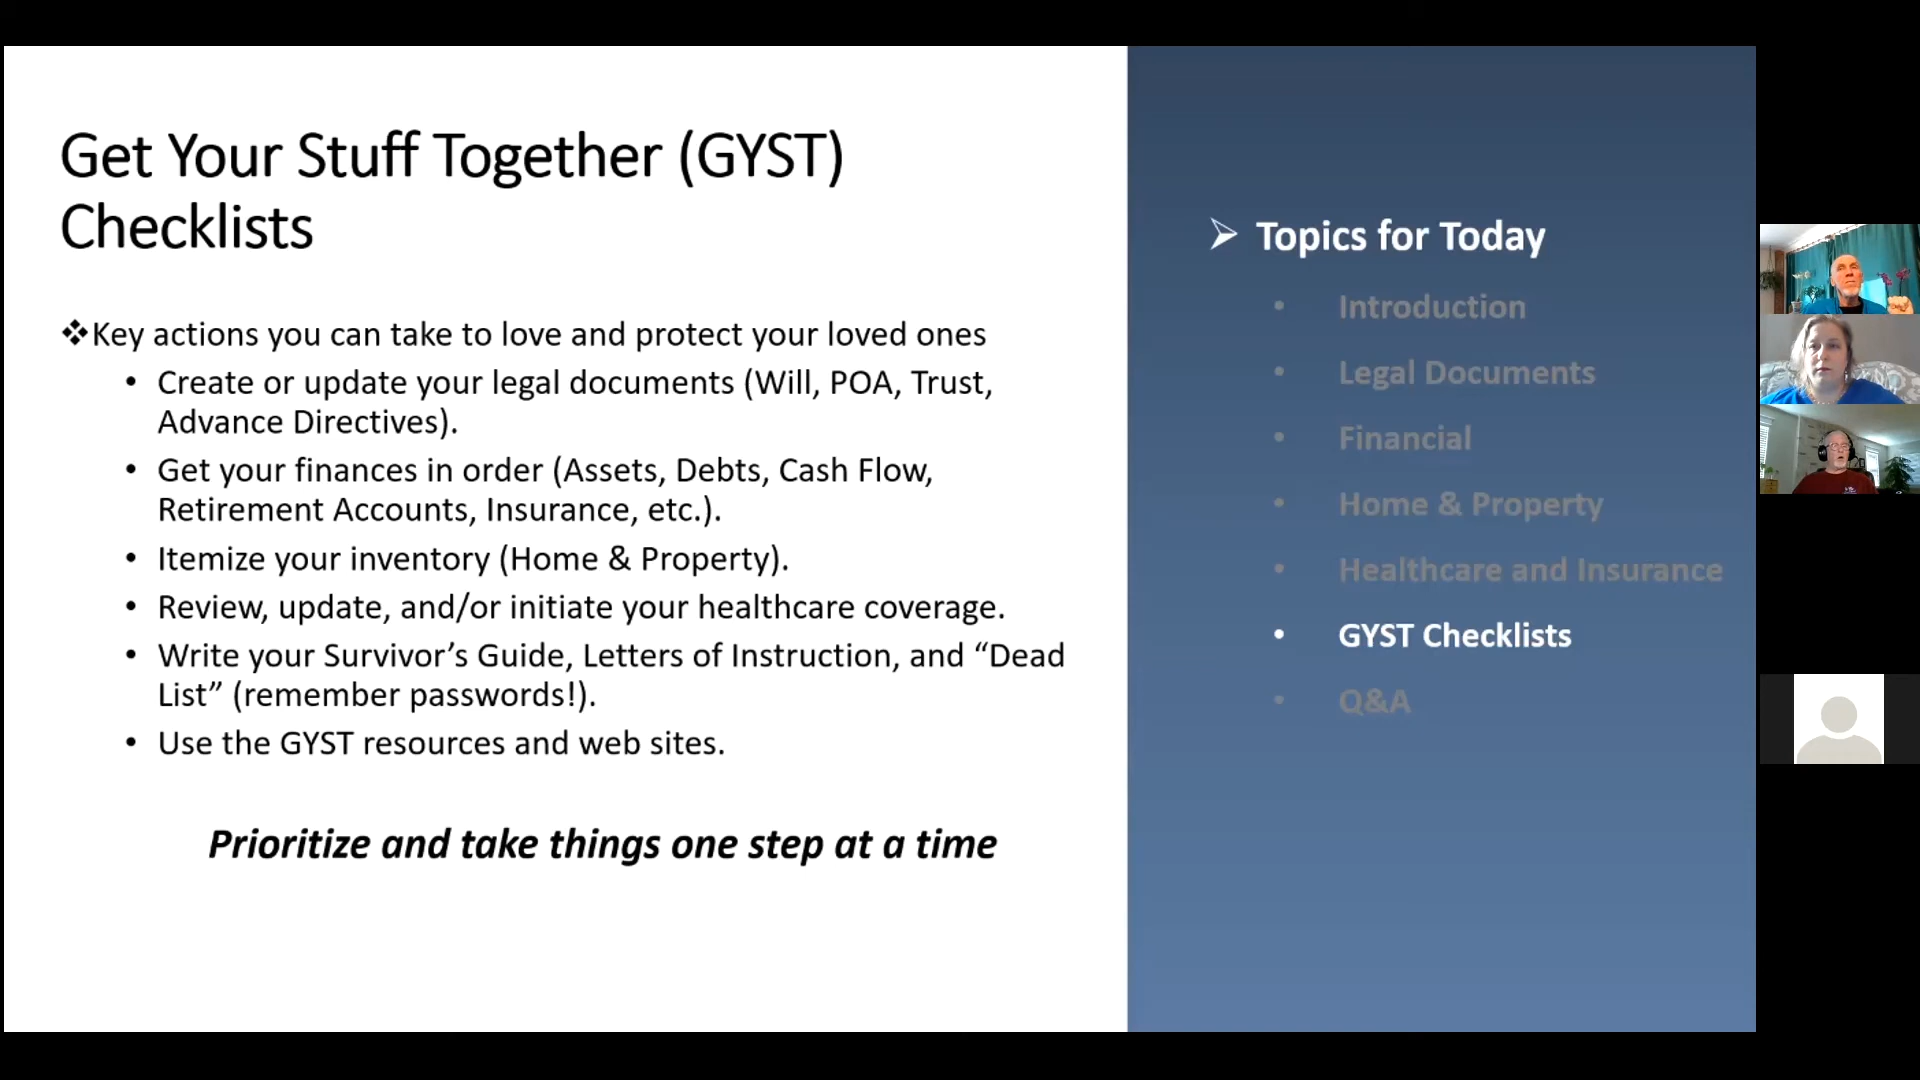 Get Your Stuff Together (GYST)
Checklists
❖Key actions you can take to love and protect your loved ones
• Create or update your legal documents (Will, POA, Trust,
Advance Directives).
• Get your finances in order (Assets, Debts, Cash Flow,
Retirement Accounts, Insurance, etc.).
• Itemize your inventory (Home & Property).
• Review, update, and/or initiate your healthcare coverage.
• Write your Survivor’s Guide, Letters of Instruction, and “Dead
List” (remember passwords!).
• Use the GYST resources and web sites.
Prioritize and take things one step at a time
➢ Topics for Today
• Introduction
• Legal Documents
• Financial
• Home & Property
• Healthcare and Insurance
• GYST Checklists
• Q&A